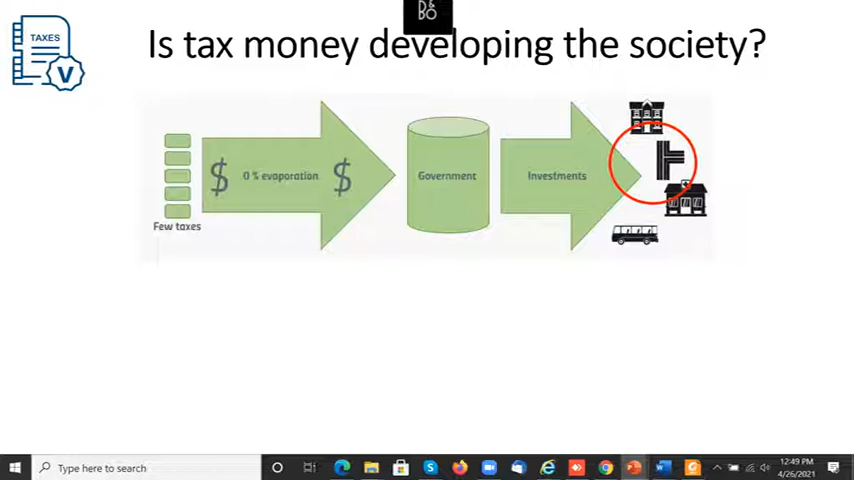 D&
BO
TAXES
V
Is tax money developing the society?
$ 0 % evaporation $
Government
Investments
Few taxes
Type here to search
12:49 PM
4/26/2021